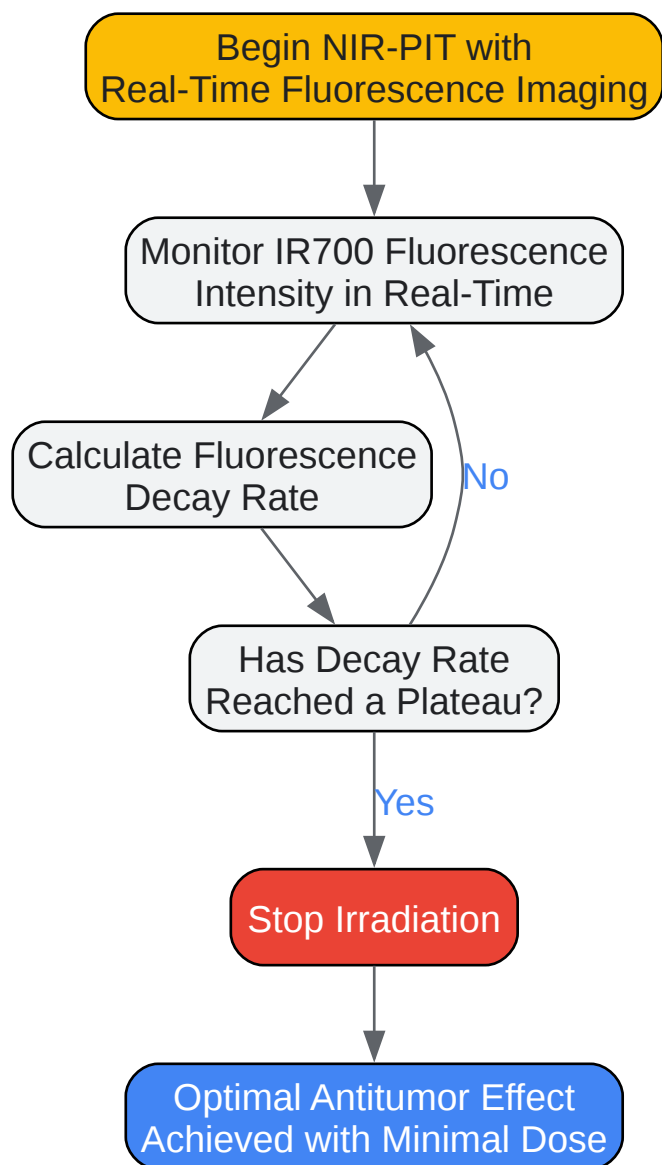 Begin NIR-PIT with
Real-Time Fluorescence Imaging
Monitor IR700 Fluorescence
Intensity in Real-Time
Calculate Fluorescence
Decay Rate
No
Has Decay Rate
Reached a Plateau?
Yes
Stop Irradiation
Optimal Antitumor Effect
Achieved with Minimal Dose